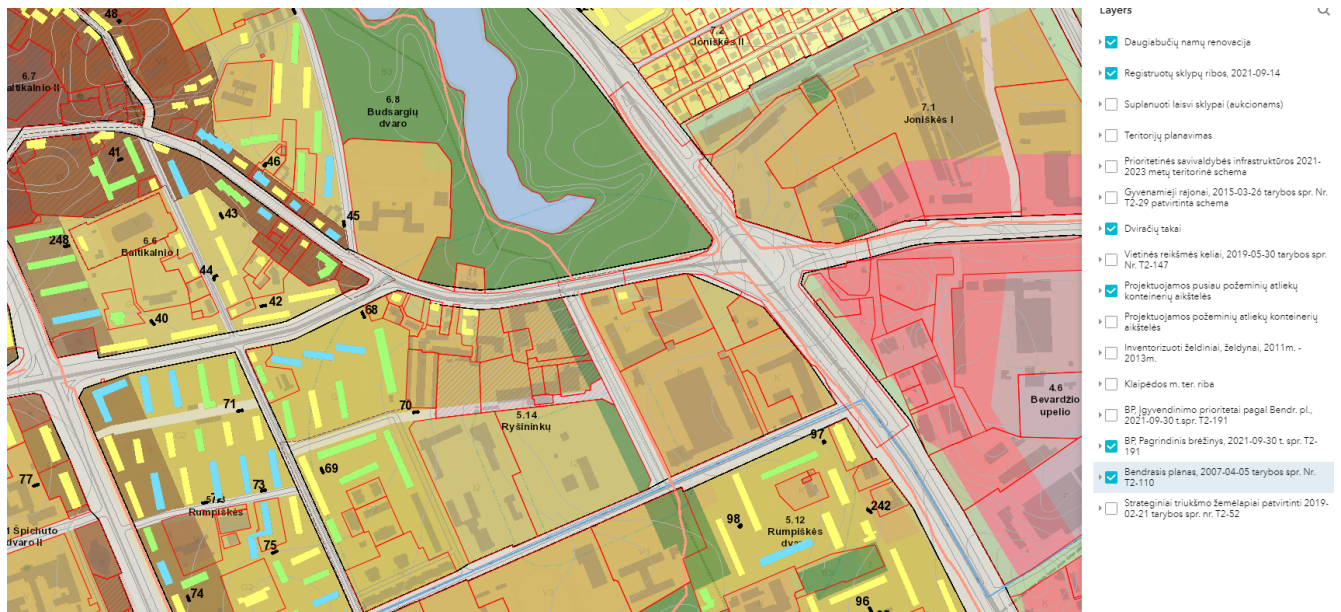 48
6.7
altikalnio II
41
46
43
45
248
6.6
Baltikalnio I
44
42
40
68
6.8
Budsargių
dvaro
7.2
Joniškės II
7.1
Joniškės I
71
70
5.14
Ryšininkų
69
77
73
Rumpiškės
75
74
Špichuto
dvaro II
97
98
242
5.12
Rumpiškės
96
4.6
Bevardžio
upelio
Layers
Daugiabučių namų renovacija
Registruotų sklypų ribos, 2021-09-14
Suplanuoti laisvi sklypai (aukcionams)
Teritorijų planavimas
Prioritetinės savivaldybės infrastruktūros 2021-
2023 metų teritorinė schema
Gyvenamieji rajonai, 2015-03-26 tarybos spr. Nr.
T2-29 patvirtinta schema
Dviračių takai
Vietinės reikšmės keliai, 2019-05-30 tarybos spr.
Nr. T2-147
Projektuojamos pusiau požeminių atliekų
konteinerių aikštelės
Projektuojamos požeminių atliekų konteinerių
aikštelės
Inventorizuoti želdiniai, želdynai, 2011m. -
2013m.
Klaipėdos m. ter. riba
BP, Įgyvendinimo prioritetai pagal Bendr. pl.,
2021-09-30 t.spr. T2-191
BP, Pagrindinis brėžinys, 2021-09-30 t. spr. T2-
191
Bendrasis planas, 2007-04-05 tarybos spr. Nr.
T2-110
Strateginiai triukšmo žemėlapiai patvirtinti 2019-
02-21 tarybos spr. nr. T2-52